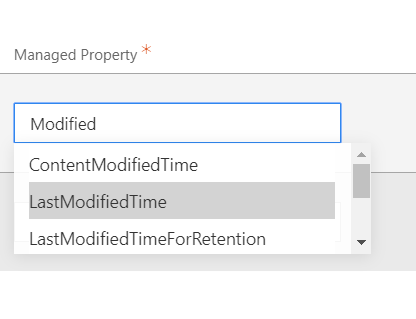 Managed Property *
Modified
ContentModifiedTime
LastModifiedTime
LastModifiedTimeForRetention